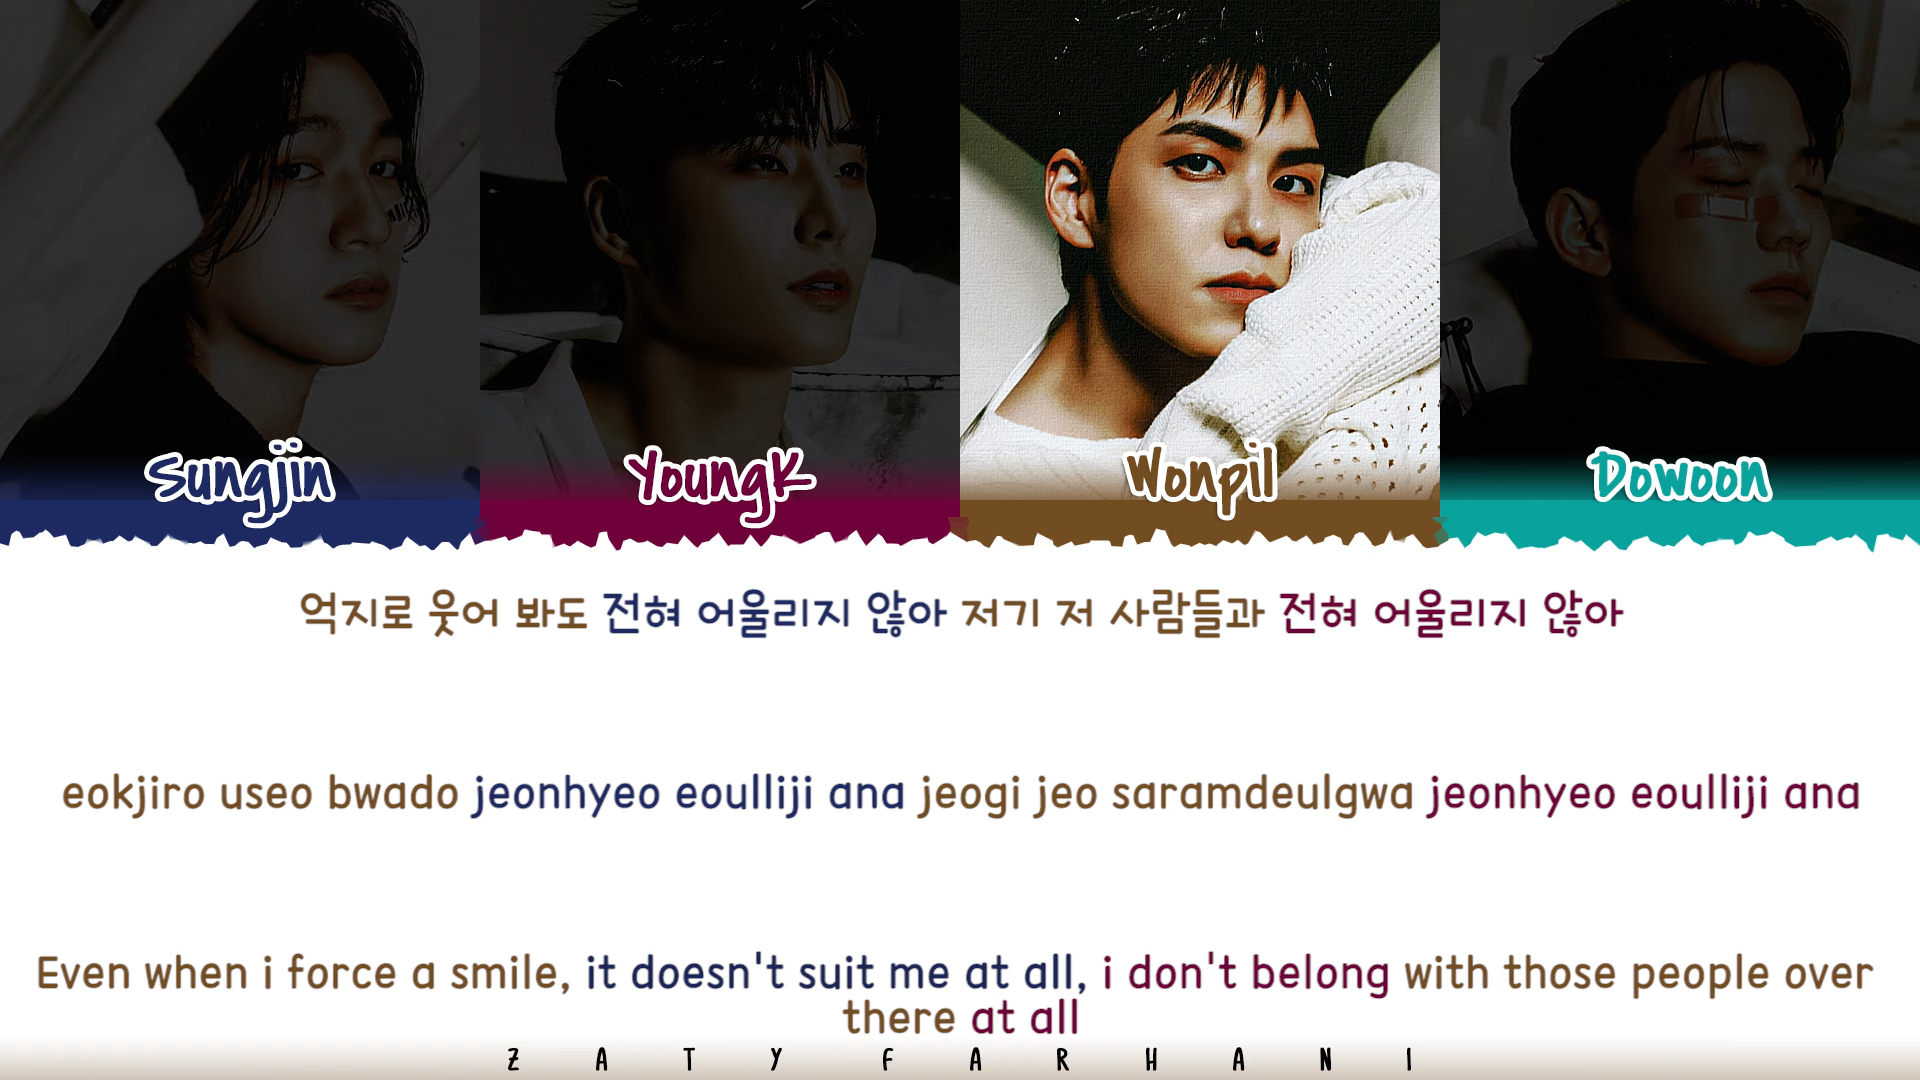 Sungjin
YoungK
Wonpil
Dowoon
억지로 웃어 봐도 전혀 어울리지 않아 저기 저 사람들과 전혀 어울리지 않아
eokjiro useo bwado jeonhyeo eoulliji ana jeogi jeo saramdeulgwa jeonhyeo eoulliji ana
Even when i force a smile, it doesn't suit me at all, i don't belong with those people over
there at all
ZATY FARHANI